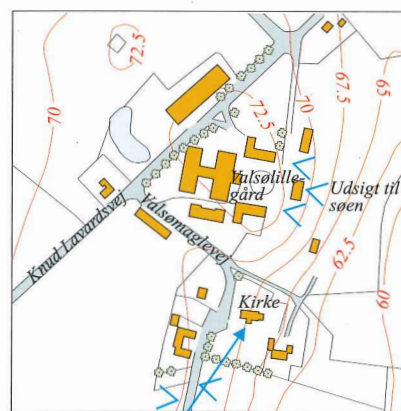 72.5
70
72.5
70
67.5
65
Valsølille-
gård
Udsigt til
søen
Knud Lavardsvej
Valsømaglevej
62.5
60
Kirke